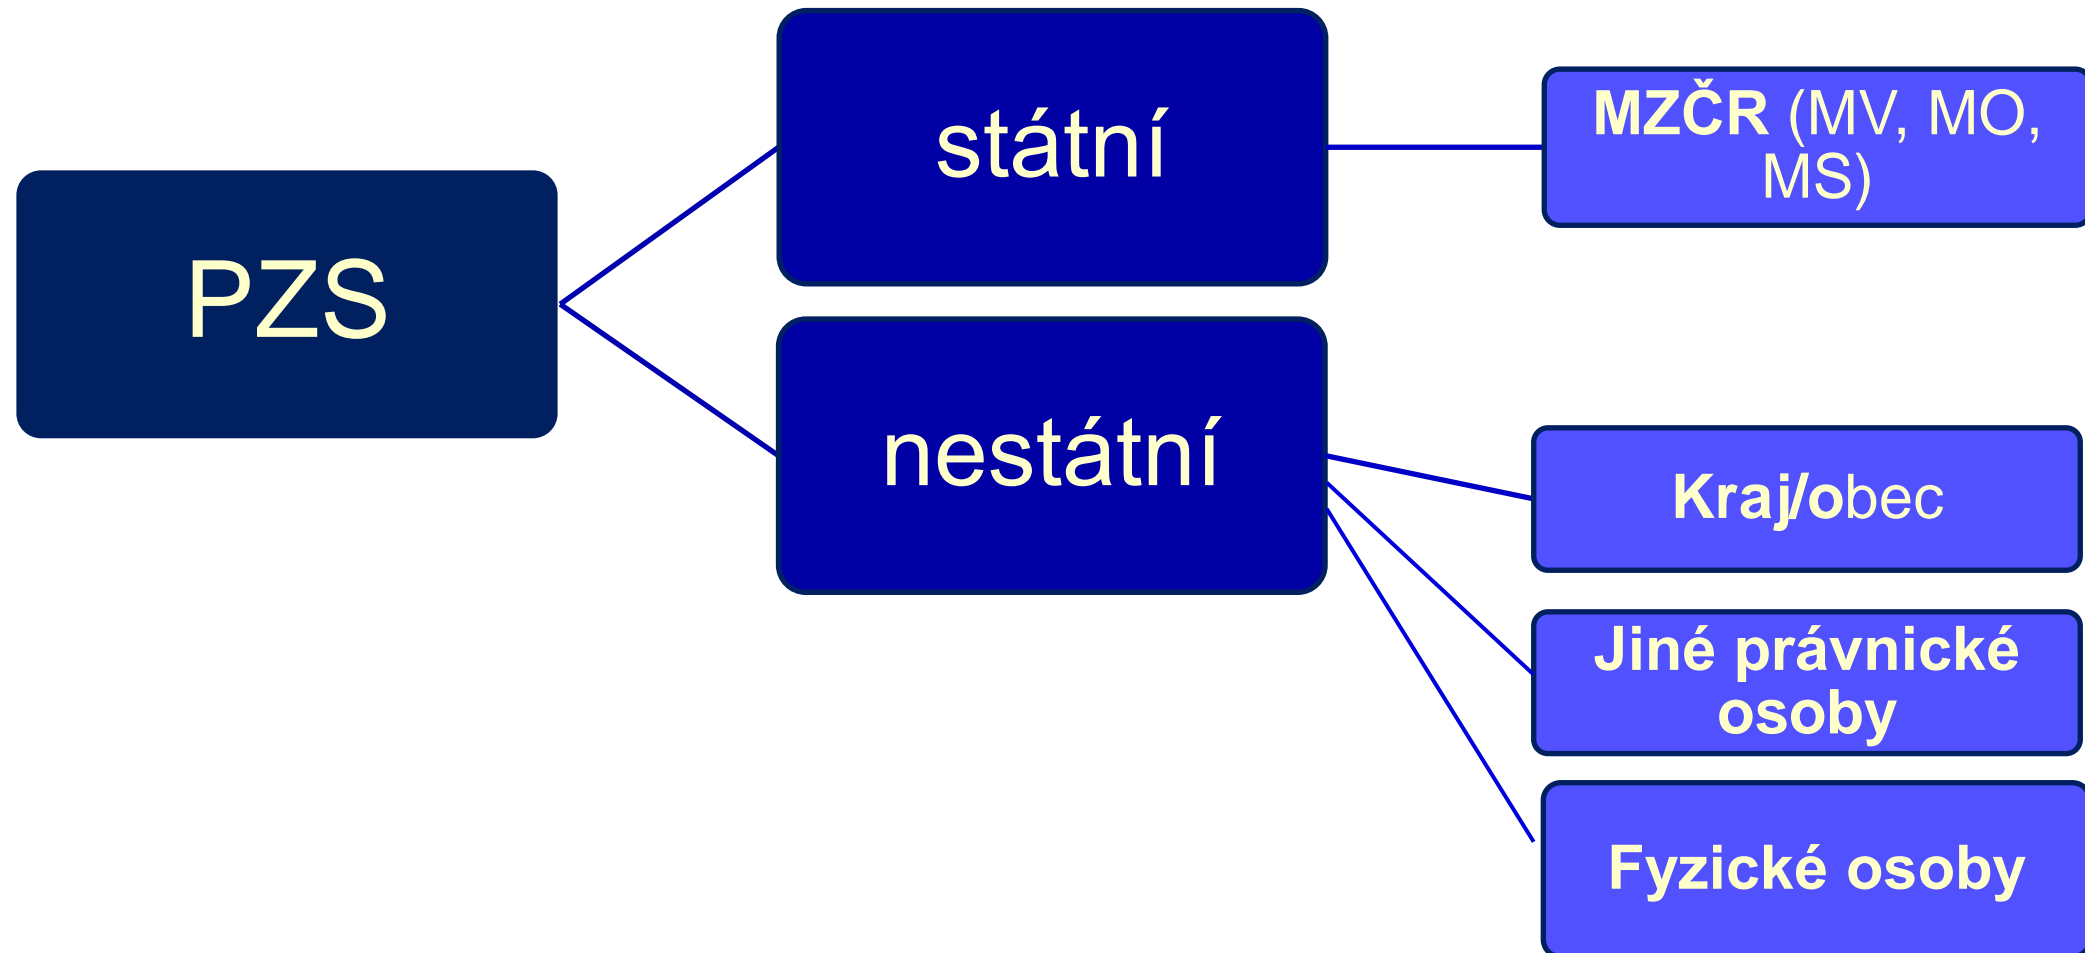 PZS
státní
MZČR (MV, MO,
MS)
nestátní
Kraj/obec
Jiné právnické
osoby
Fyzické osoby